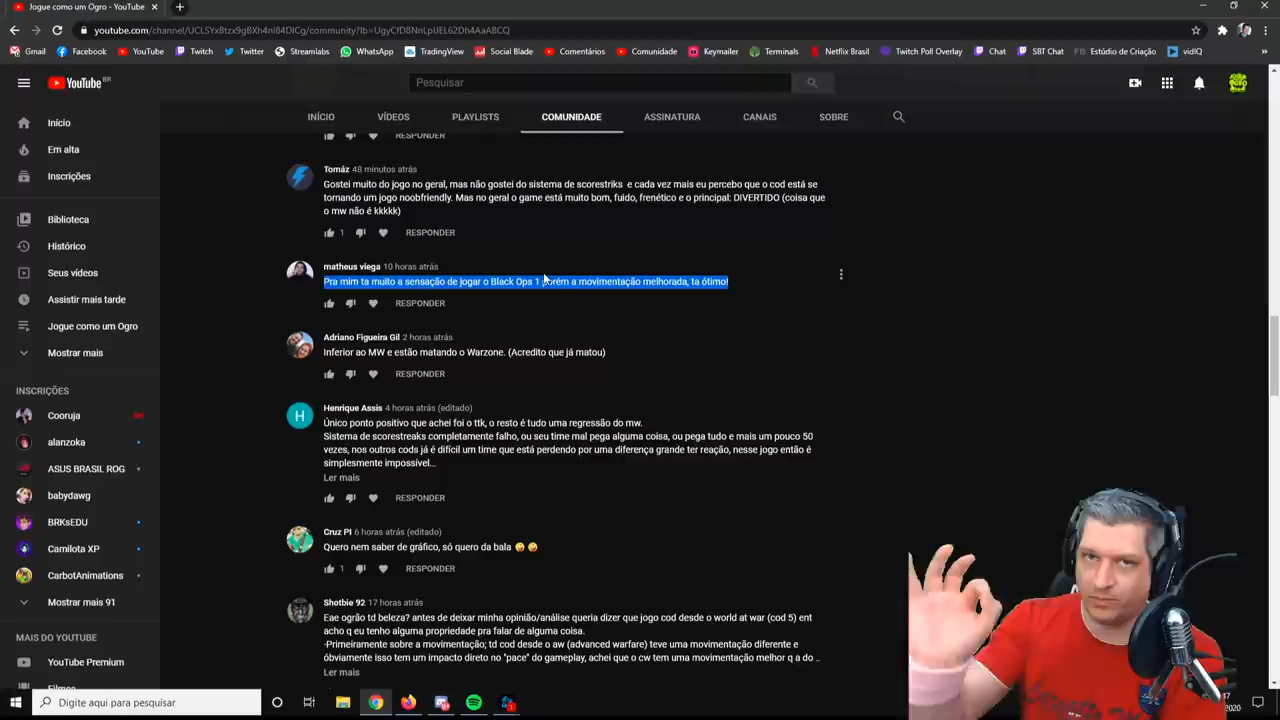 Jogue como um Ogro - YouTube
youtube.com/channel/UCLSYxBtzx9gBXh4nl84DICg/community?lb=UgyCfDBNnLpIJEL62Dh4AaABCQ
Gmail Facebook YouTube Twitch Twitter Streamlabs WhatsApp TradingView Social Blade Comentários Comunidade Keymailer Terminals Netflix Brasil Twitch Poll Overlay Chat SBT Chat Estúdio de Criação vidIQ
YouTube BR
Pesquisar
INÍCIO VÍDEOS PLAYLISTS COMUNIDADE ASSINATURA CANAIS SOBRE
Início
Em alta
Inscrições
Biblioteca
Histórico
Seus vídeos
Assistir mais tarde
Jogue como um Ogro
Mostrar mais
INSCRIÇÕES
Cooruja
alanzoka
ASUS BRASIL ROG
babydawg
BRKsEDU
Camilota XP
CarbotAnimations
Mostrar mais 91
MAIS DO YOUTUBE
YouTube Premium
Filmes
RESPONDER
Tomáz 48 minutos atrás
Gostei muito do jogo no geral, mas não gostei do sistema de scorestriks e cada vez mais eu percebo que o cod está se
tornando um jogo noobfriendly. Mas no geral o game está muito bom, fuido, frenético e o principal: DIVERTIDO (coisa que
o mw não é kkkkk)
1 RESPONDER
matheus viega 10 horas atrás
Pra mim ta muito a sensação de jogar o Black Ops 1 porém a movimentação melhorada, ta ótimo!
RESPONDER
Adriano Figueira Gil 2 horas atrás
Inferior ao MW e estão matando o Warzone. (Acredito que já matou)
RESPONDER
H
Henrique Assis 4 horas atrás (editado)
Único ponto positivo que achei foi o ttk, o resto é tudo uma regressão do mw.
Sistema de scorestreaks completamente falho, ou seu time mal pega alguma coisa, ou pega tudo e mais um pouco 50
vezes, nos outros cods já é difícil um time que está perdendo por uma diferença grande ter reação, nesse jogo então é
simplesmente impossível...
Ler mais
RESPONDER
Cruz PI 6 horas atrás (editado)
Quero nem saber de gráfico, só quero da bala 🤪🤪
1 RESPONDER
Shotbie 92 17 horas atrás
Eae ogrão td beleza? antes de deixar minha opinião/análise queria dizer que jogo cod desde o world at war (cod 5) ent
acho q eu tenho alguma propriedade pra falar de alguma coisa.
-Primeiramente sobre a movimentação; td cod desde o aw (advanced warfare) teve uma movimentação diferente e
óbviamente isso tem um impacto direto no "pace" do gameplay, achei que o cw tem uma movimentação melhor q a do ..
Ler mais
Digite aqui para pesquisar
2020